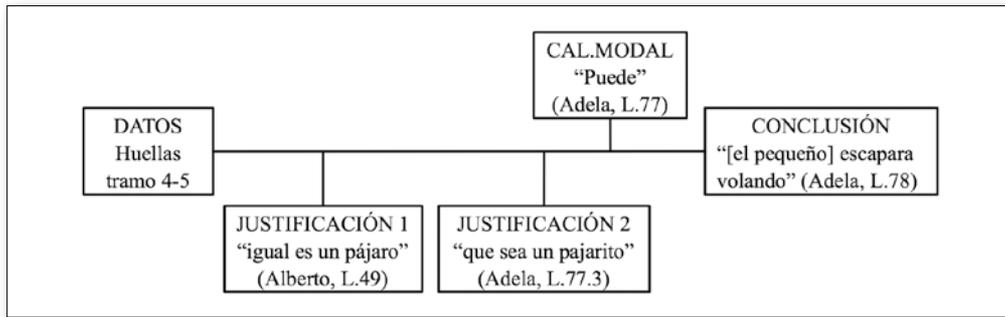 CAL.MODAL
“Puede”
(Adela, L.77)
DATOS
Huellas
tramo 4-5
CONCLUSIÓN
“[el pequeño] escapara
volando” (Adela, L.78)
JUSTIFICACIÓN 1
“igual es un pájaro”
(Alberto, L.49)
JUSTIFICACIÓN 2
“que sea un pajarito”
(Adela, L.77.3)